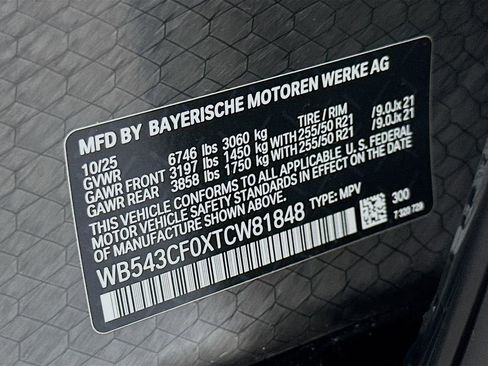 MFD BY BAYERISCHE MOTOREN WERKE AG
10/25
GVWR 6746 lbs 3060 kg TIRE / RIM
GAWR FRONT 3197 lbs 1450 kg WITH 255/50 R21 /9.0Jx21
GAWR REAR 3858 lbs 1750 kg WITH 255/50 R21 /9.0Jx21
THIS VEHICLE CONFORMS TO ALL APPLICABLE U.S. FEDERAL
MOTOR VEHICLE SAFETY STANDARDS IN EFFECT ON THE DATE
OF MANUFACTURE SHOWN ABOVE.
WB543CF0XTCW81848 TYPE: MPV 300
7 320 729